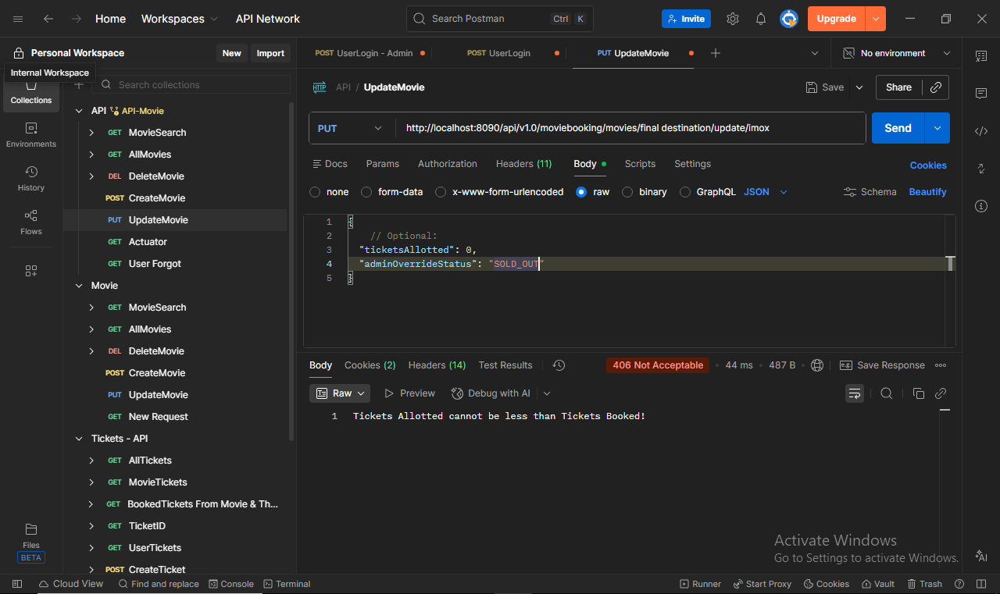 Home
Workspaces
API Network
Search Postman
Ctrl
K
Invite
Upgrade
Personal Workspace
New
Import
Internal Workspace
Search collections
Collections
Environments
History
Flows
Files
BETA
API
API-Movie
GET MovieSearch
GET AllMovies
DEL DeleteMovie
POST CreateMovie
PUT UpdateMovie
GET Actuator
GET User Forgot
Movie
GET MovieSearch
GET AllMovies
DEL DeleteMovie
POST CreateMovie
PUT UpdateMovie
GET New Request
Tickets - API
GET AllTickets
GET MovieTickets
GET BookedTickets From Movie & Th...
GET TicketID
GET UserTickets
POST CreateTicket
POST UserLogin - Admin
POST UserLogin
PUT UpdateMovie
No environment
HTTP API / UpdateMovie
Save
Share
PUT
http://localhost:8090/api/v1.0/moviebooking/movies/final destination/update/imox
Send
Docs
Params
Authorization
Headers (11)
Body
Scripts
Settings
Cookies
none
form-data
x-www-form-urlencoded
raw
binary
GraphQL
JSON
Schema
Beautify
1 {
2 // Optional:
3 "ticketsAllotted": 0,
4 "adminOverrideStatus": "SOLD_OUT"
5 }
Body
Cookies (2)
Headers (14)
Test Results
406 Not Acceptable
44 ms
487 B
e.g.
Save Response
Raw
Preview
Debug with AI
1 Tickets Allotted cannot be less than Tickets Booked!
Activate Windows
Go to Settings to activate Windows.
AI
Cloud View
Find and replace
Console
Terminal
Runner
Start Proxy
Cookies
Vault
Trash